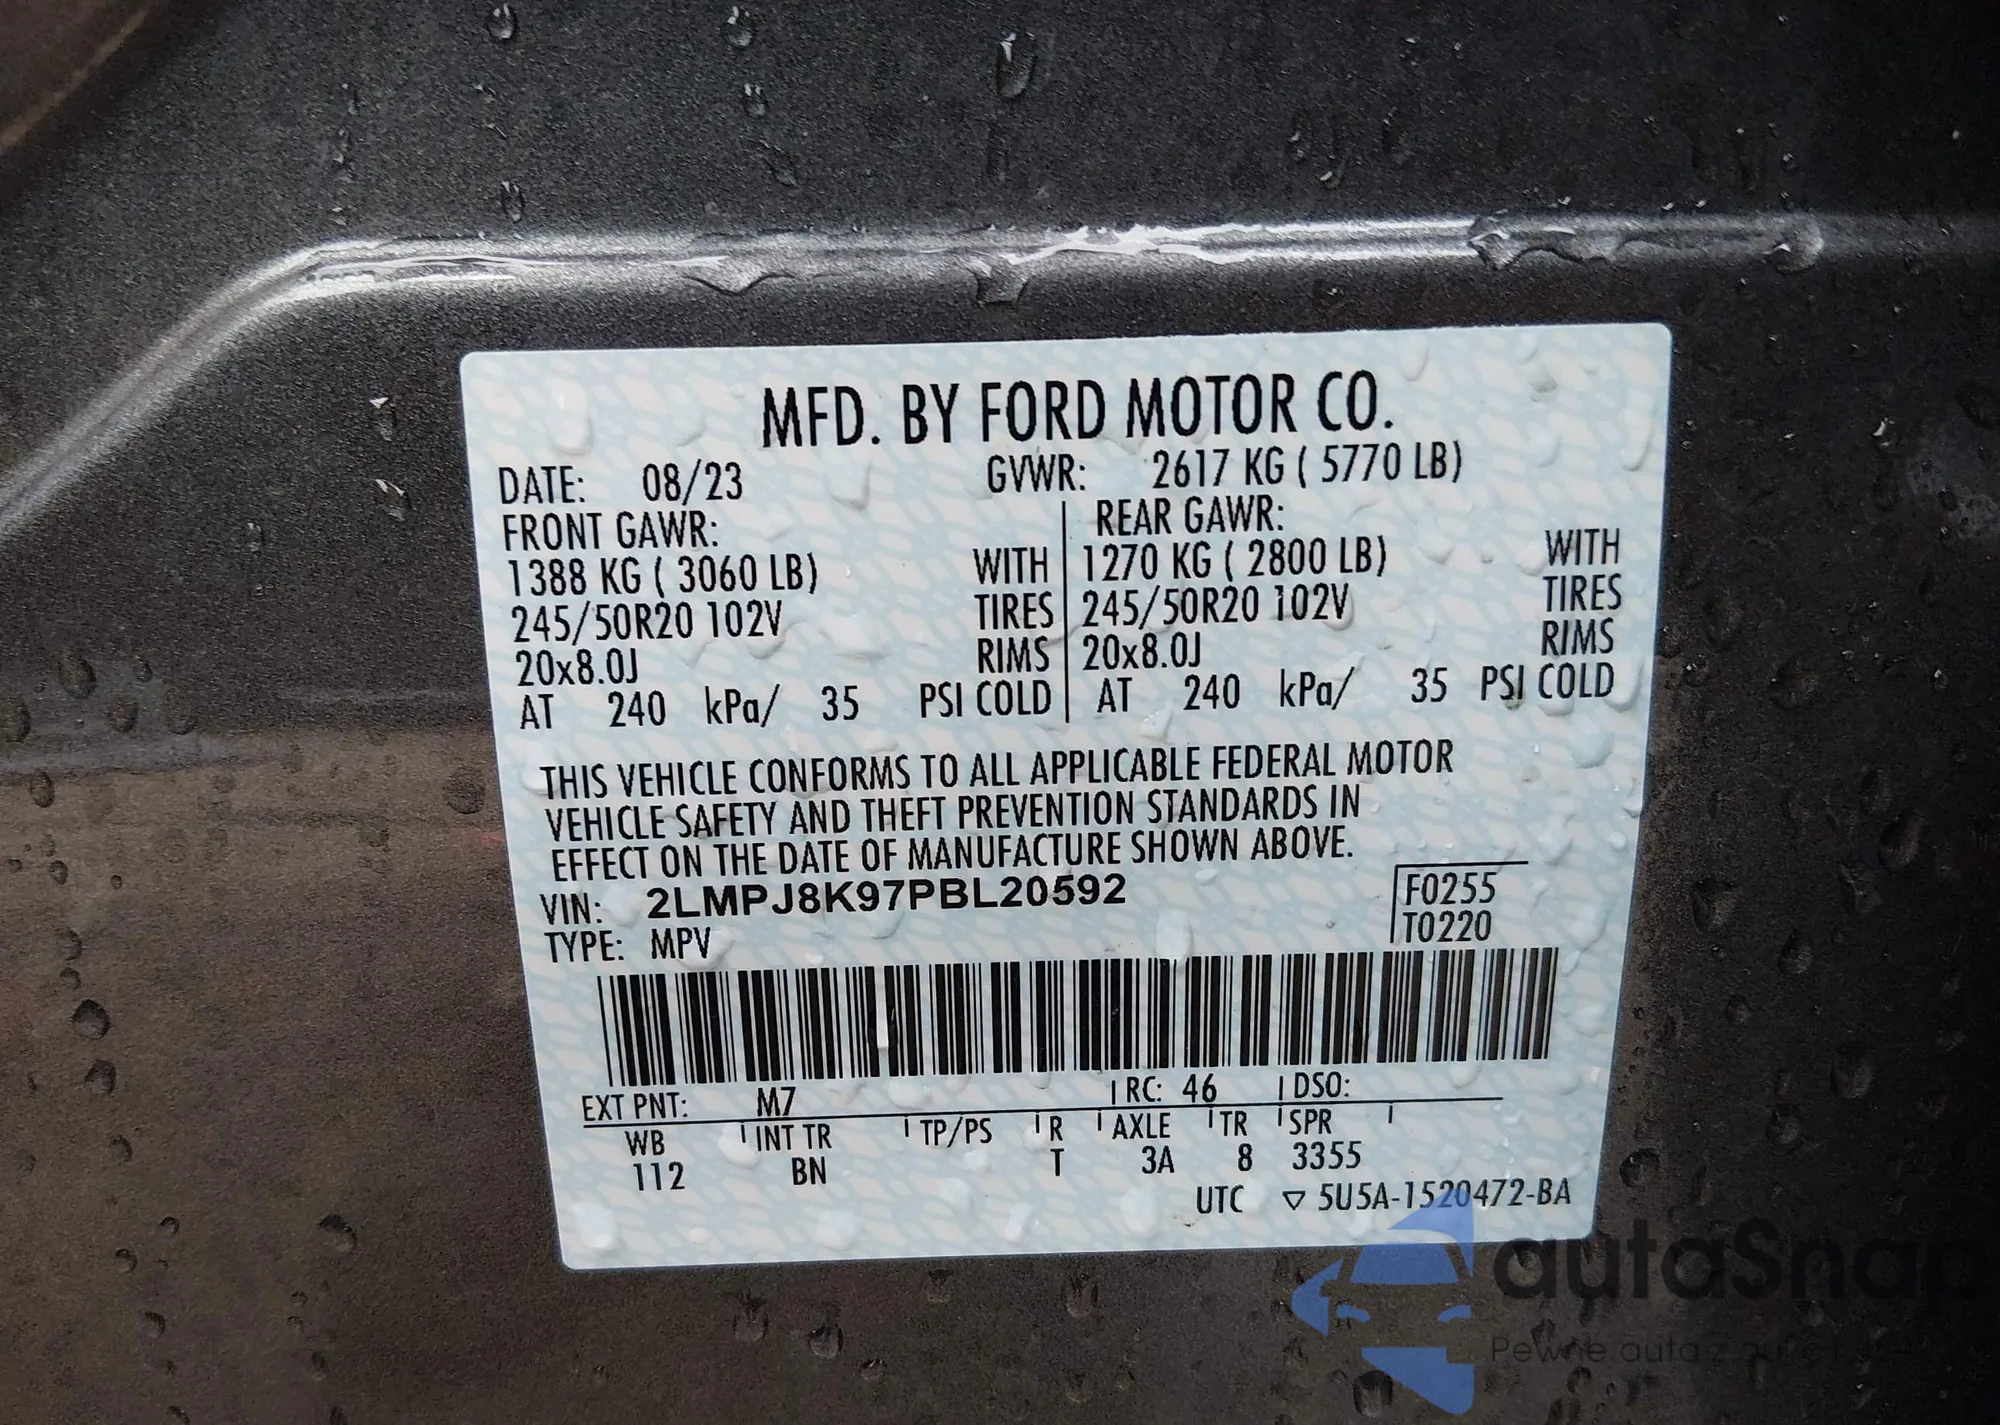 MFD. BY FORD MOTOR CO.
DATE: 08/23 GVWR: 2617 KG ( 5770 LB)
FRONT GAWR: REAR GAWR:
1388 KG ( 3060 LB) WITH 1270 KG ( 2800 LB) WITH
245/50R20 102V TIRES 245/50R20 102V TIRES
20x8.0J RIMS 20x8.0J RIMS
AT 240 kPa/ 35 PSI COLD AT 240 kPa/ 35 PSI COLD
THIS VEHICLE CONFORMS TO ALL APPLICABLE FEDERAL MOTOR
VEHICLE SAFETY AND THEFT PREVENTION STANDARDS IN
EFFECT ON THE DATE OF MANUFACTURE SHOWN ABOVE.
VIN: 2LMPJ8K97PBL20592 F0255
TYPE: MPV T0220
EXT PNT: M7 RC: 46 DSO:
WB INT TR TP/PS R AXLE TR SPR
112 BN T 3A 8 3355
UTC ▽ 5U5A-1520472-BA
autaSnap
Pewne auta z